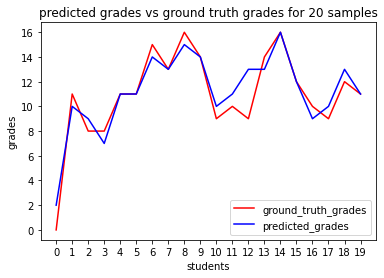 predicted grades vs ground truth grades for 20 samples
16
14
12
10
8
6
4
2
0
grades
0 1 2 3 4 5 6 7 8 9 10 11 12 13 14 15 16 17 18 19
students
ground_truth_grades
predicted_grades